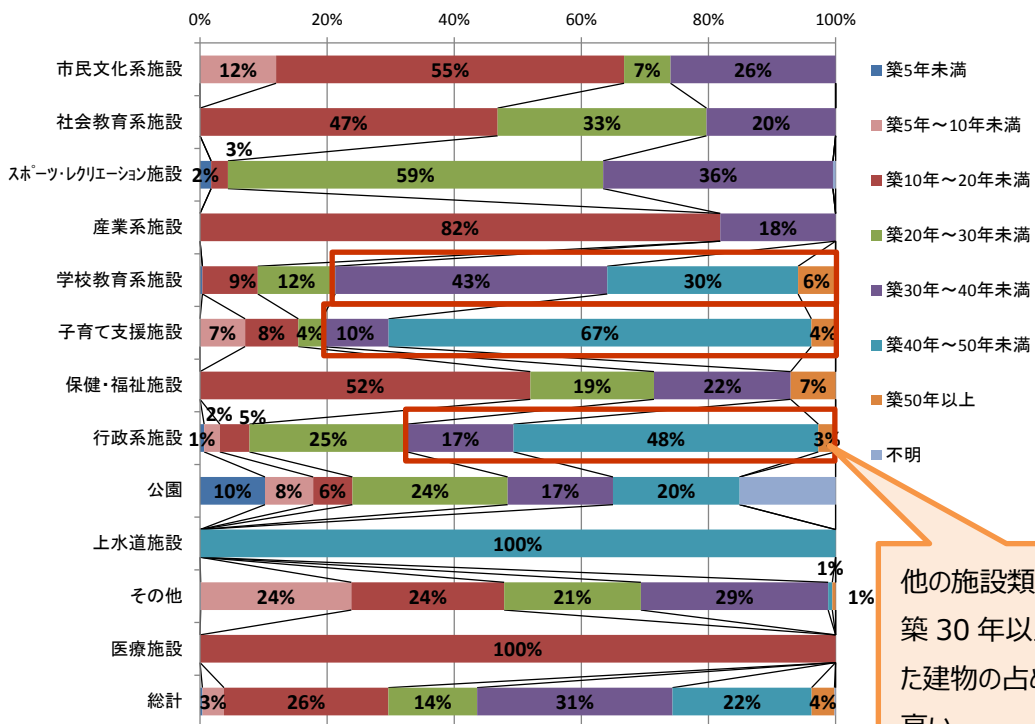 0% 20% 40% 60% 80% 100%
市民文化系施設 12% 55% 7% 26%
社会教育系施設 47% 33% 20%
3%
スポーツ・レクリエーション施設 2% 59% 36%
産業系施設 82% 18%
学校教育系施設 9% 12% 43% 30% 6%
子育て支援施設 7% 8% 4% 10% 67% 4%
保健・福祉施設 52% 19% 22% 7%
2% 5%
行政系施設 1% 25% 17% 48% 3%
公園 10% 8% 6% 24% 17% 20%
上水道施設 100%
1%
その他 24% 24% 21% 29% 1%
医療施設 100%
総計 3% 26% 14% 31% 22% 4%
築5年未満
築5年～10年未満
築10年～20年未満
築20年～30年未満
築30年～40年未満
築40年～50年未満
築50年以上
不明
他の施設類
築 30 年以
た建物の占め
高い